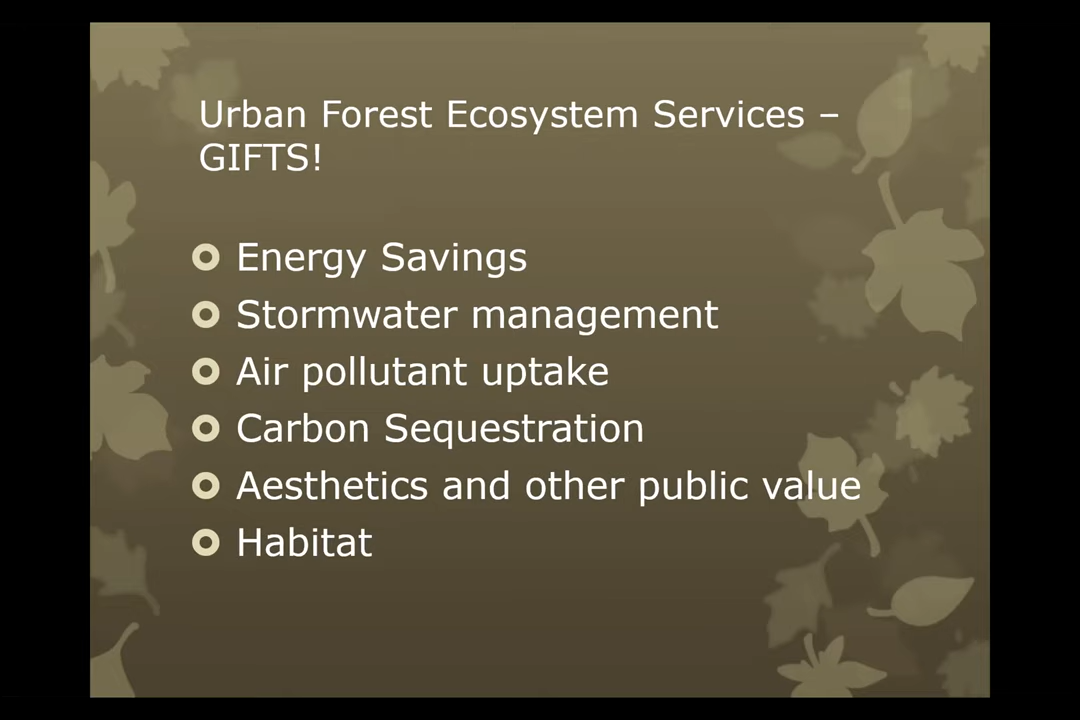 Urban Forest Ecosystem Services –
GIFTS!
Energy Savings
Stormwater management
Air pollutant uptake
Carbon Sequestration
Aesthetics and other public value
Habitat